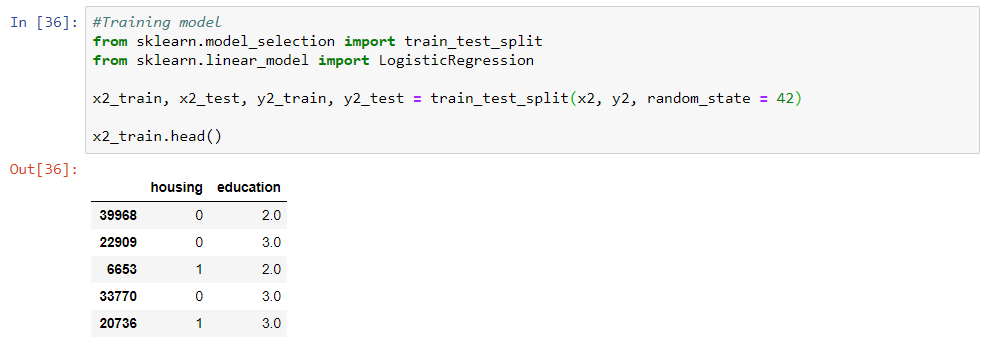 In [36]: #Training model
from sklearn.model_selection import train_test_split
from sklearn.linear_model import LogisticRegression
x2_train, x2_test, y2_train, y2_test = train_test_split(x2, y2, random_state = 42)
x2_train.head()
Out[36]:
housing education
39968 0 2.0
22909 0 3.0
6653 1 2.0
33770 0 3.0
20736 1 3.0